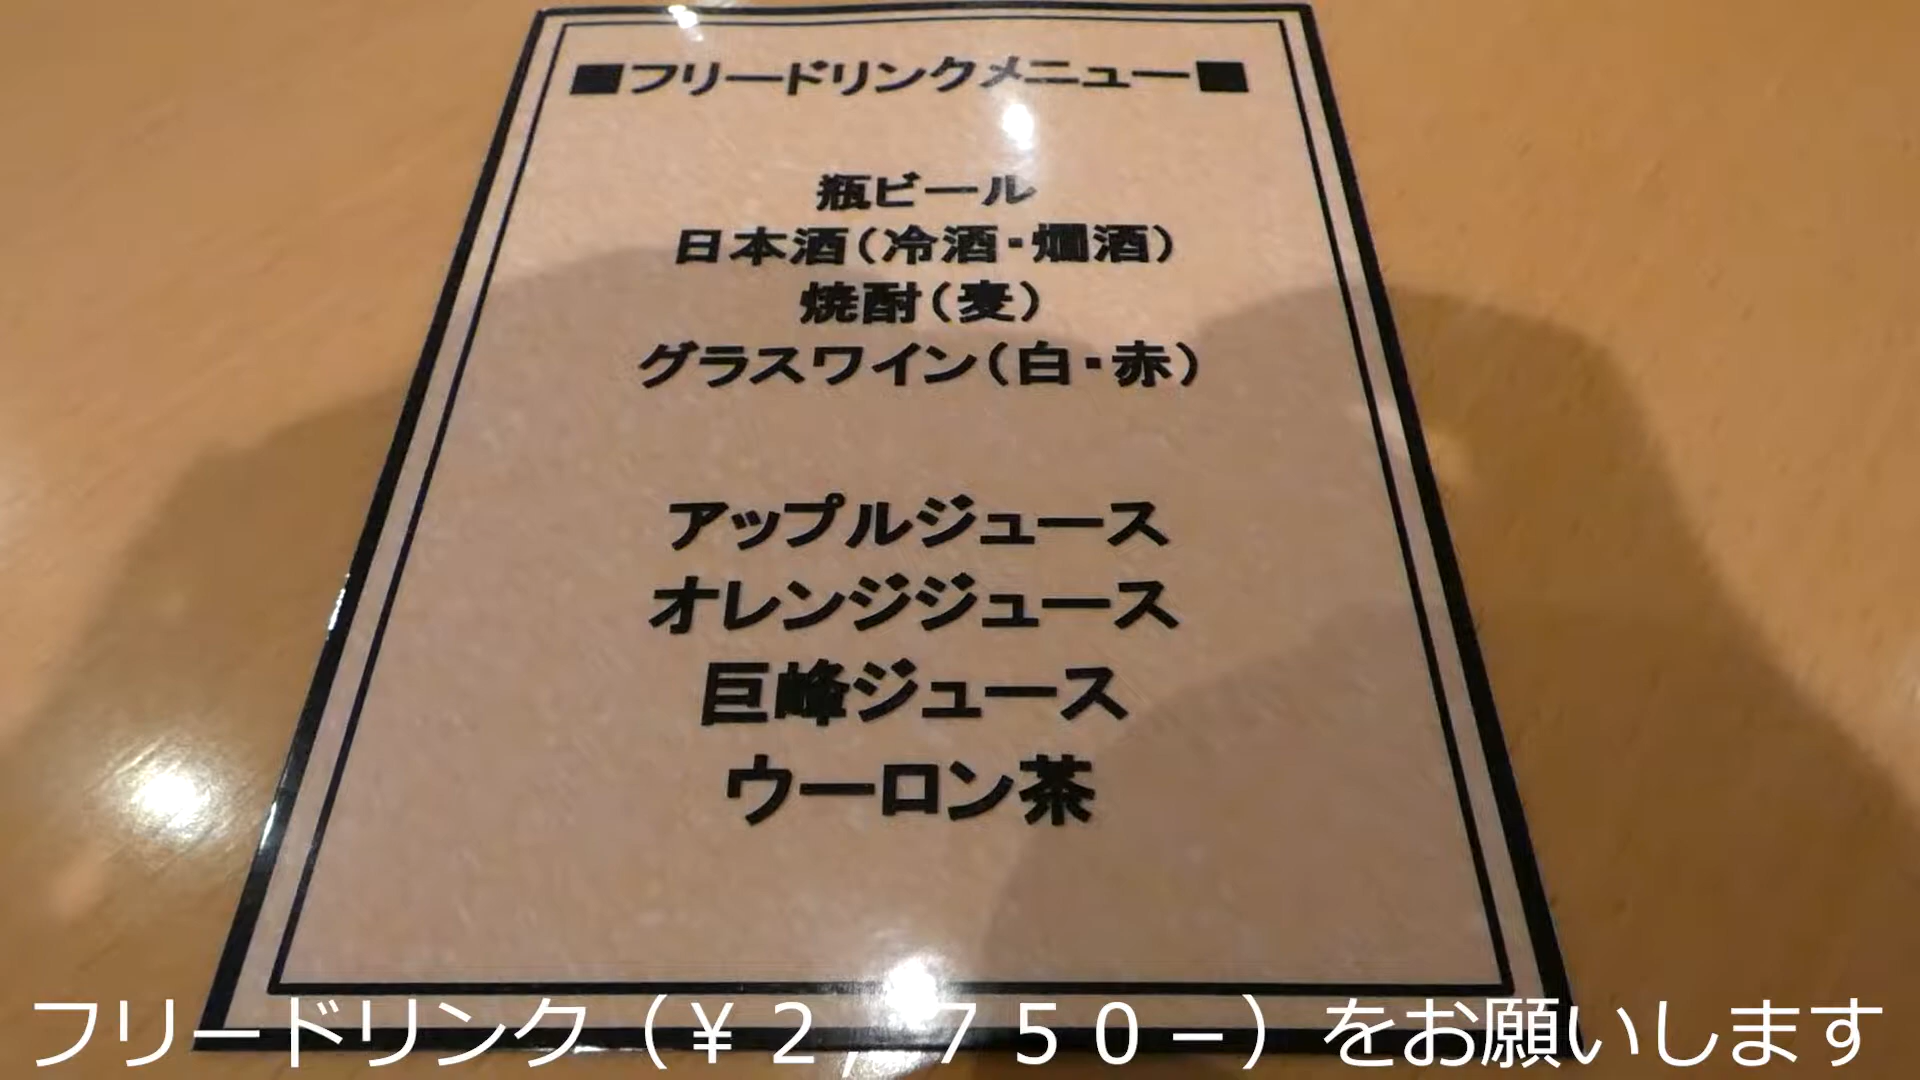 ■フリードリンクメニュー■
瓶ビール
日本酒（冷酒・燗酒）
焼酎（麦）
グラスワイン（白・赤）
アップルジュース
オレンジジュース
巨峰ジュース
ウーロン茶
フリードリンク（￥２，７５０−）をお願いします